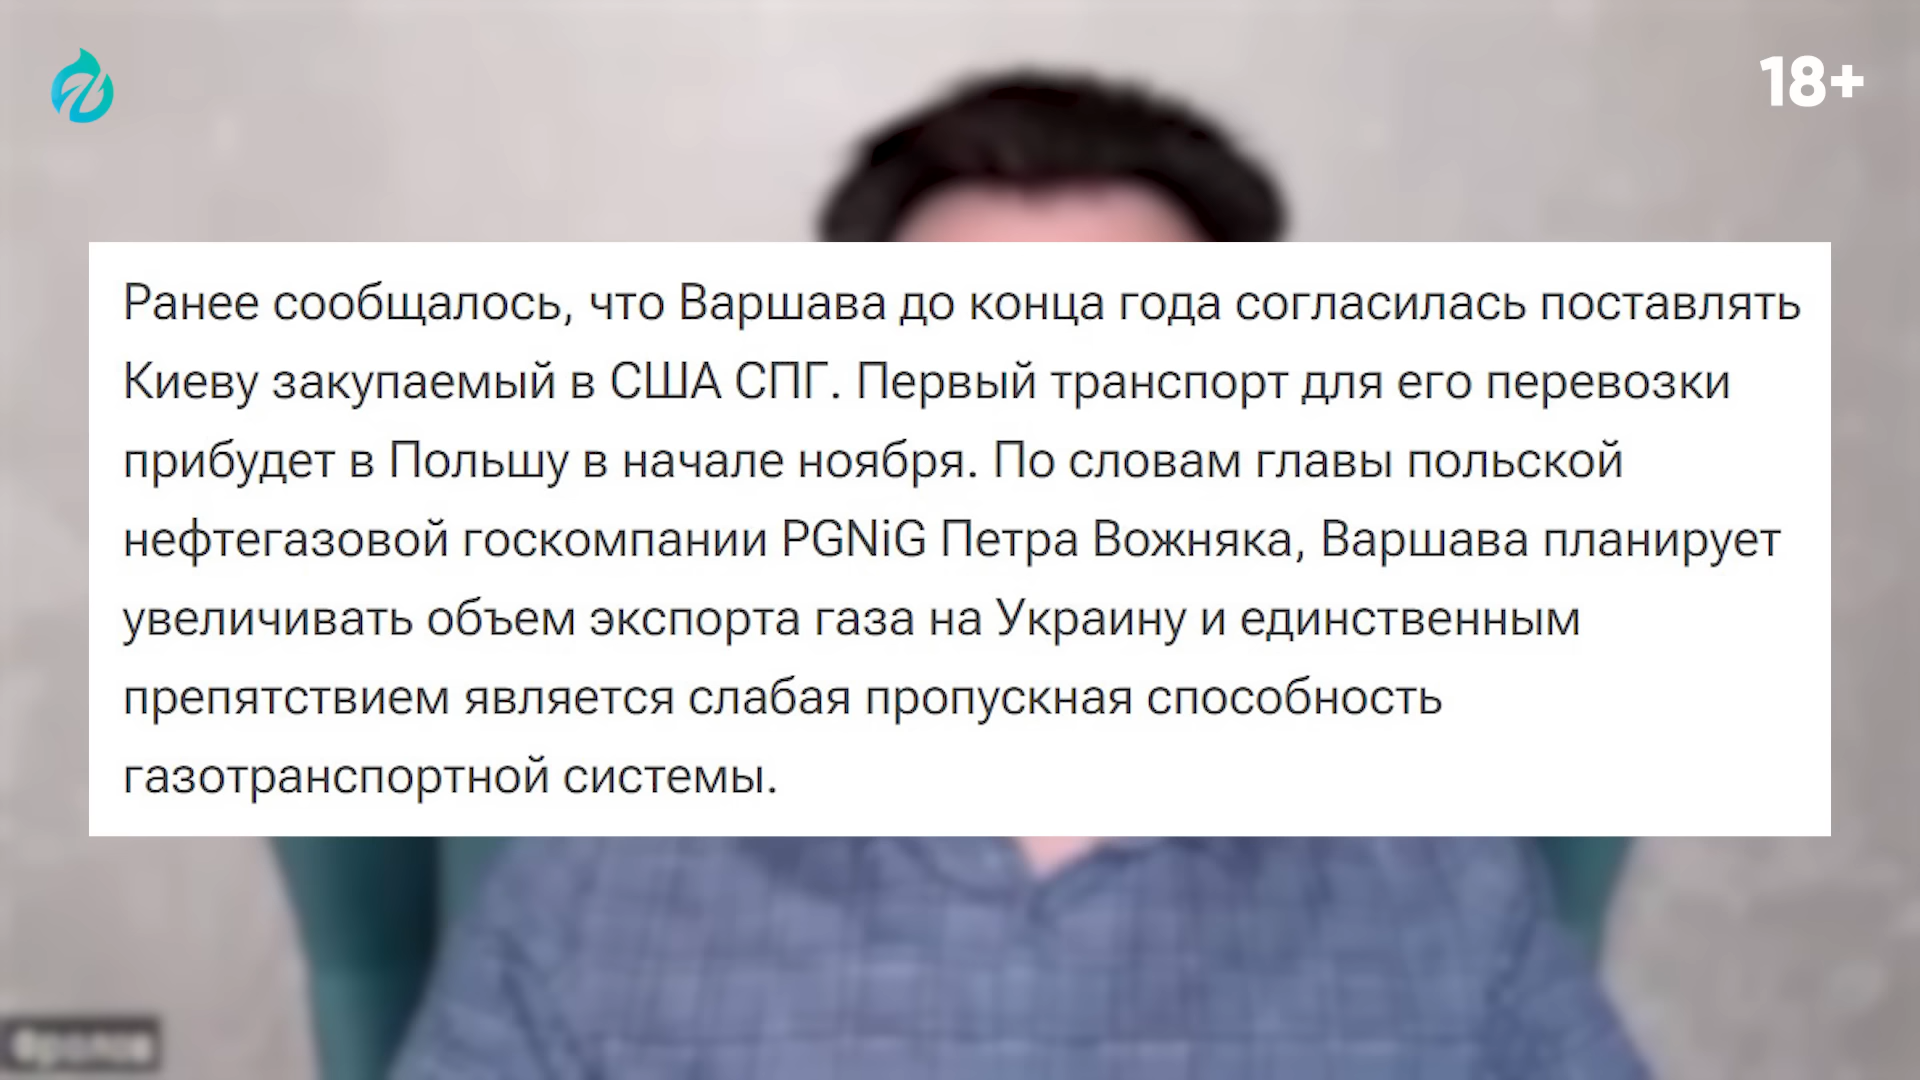 18+
Ранее сообщалось, что Варшава до конца года согласилась поставлять
Киеву закупаемый в США СПГ. Первый транспорт для его перевозки
прибудет в Польшу в начале ноября. По словам главы польской
нефтегазовой госкомпании PGNiG Петра Вожняка, Варшава планирует
увеличивать объем экспорта газа на Украину и единственным
препятствием является слабая пропускная способность
газотранспортной системы.